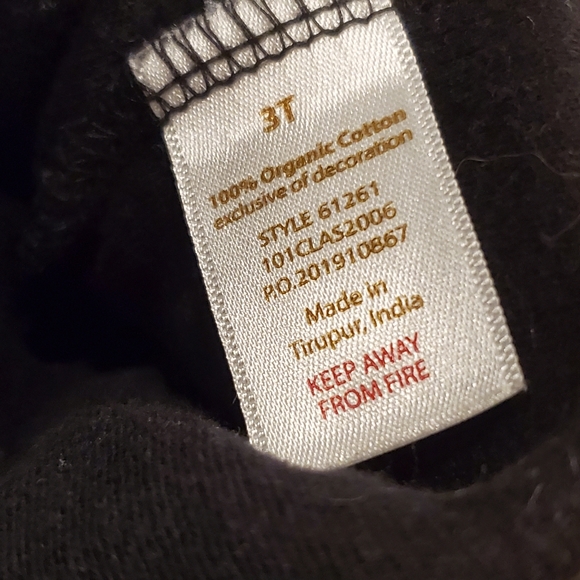 3T
100% Organic Cotton
exclusive of decoration
STYLE 61261
101CLAS2006
P.O.201910867
Made in
Tirupur, India
KEEP AWAY
FROM FIRE